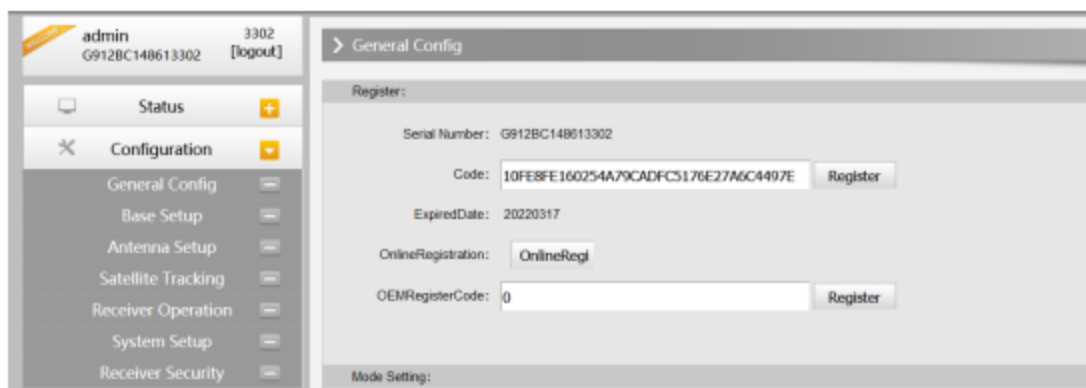 WELCOME
admin
3302
G912BC148613302
[logout]
Status
Configuration
General Config
Base Setup
Antenna Setup
Satellite Tracking
Receiver Operation
System Setup
Receiver Security
General Config
Register:
Serial Number: G912BC148613302
Code: 10FE8FE160254A79CADFC5176E27A6C4497E Register
ExpiredDate: 20220317
OnlineRegistration: OnlineRegi
OEMRegisterCode: 0 Register
Mode Setting: